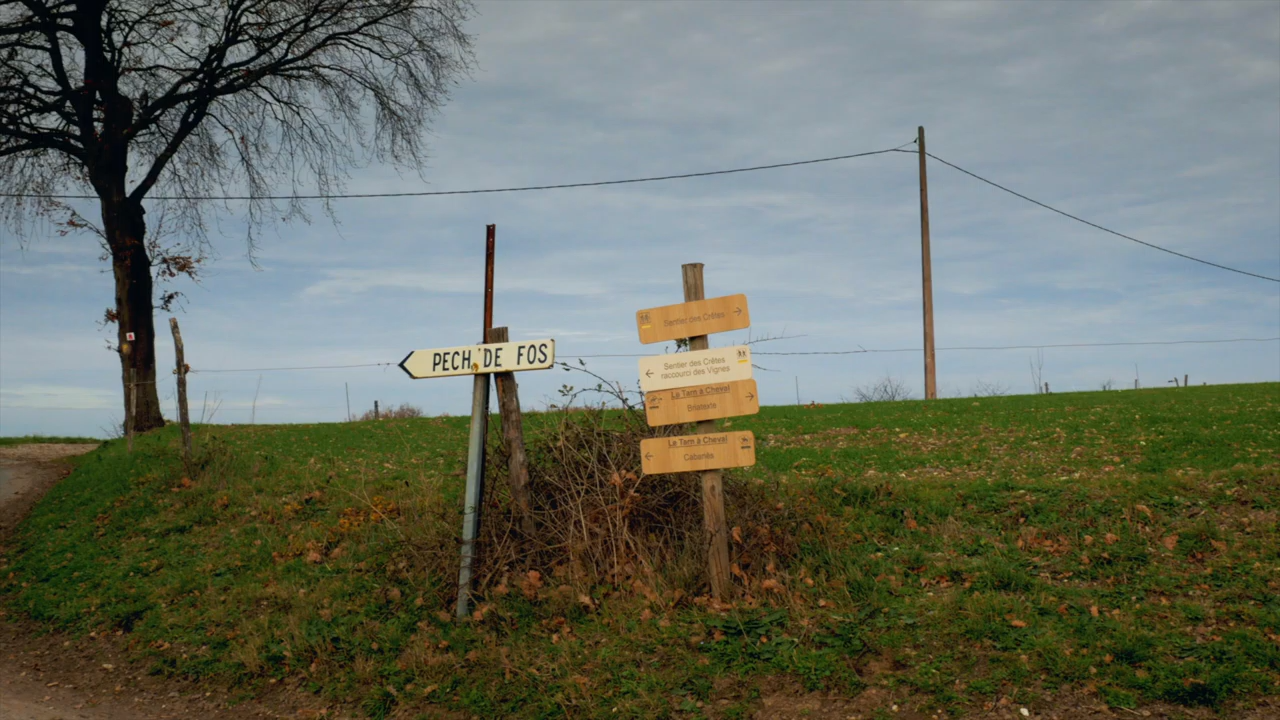 PECH DE FOS
Sentier des Crêtes
Sentier des Crêtes
raccourci des Vignes
Le Tarn à Cheval
Le Tarn à Cheval
Cabanès